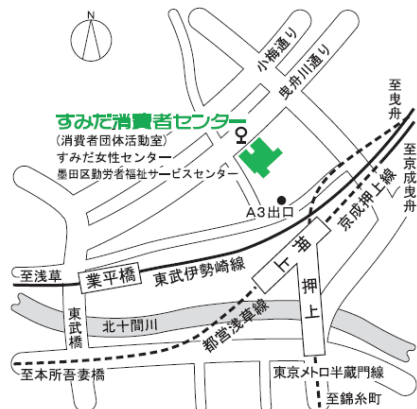 N
小梅通り
曳舟川通り
至曳舟
すみだ消費者センター
(消費者団体活動室)
すみだ女性センター
墨田区勤労者福祉サービスセンター
至京成曳舟
A3出口
京成押上線
押上
至浅草
業平橋
東武伊勢崎線
押上
東武橋
北十間川
都営浅草線
至本所吾妻橋
東京メトロ半蔵門線
至錦糸町